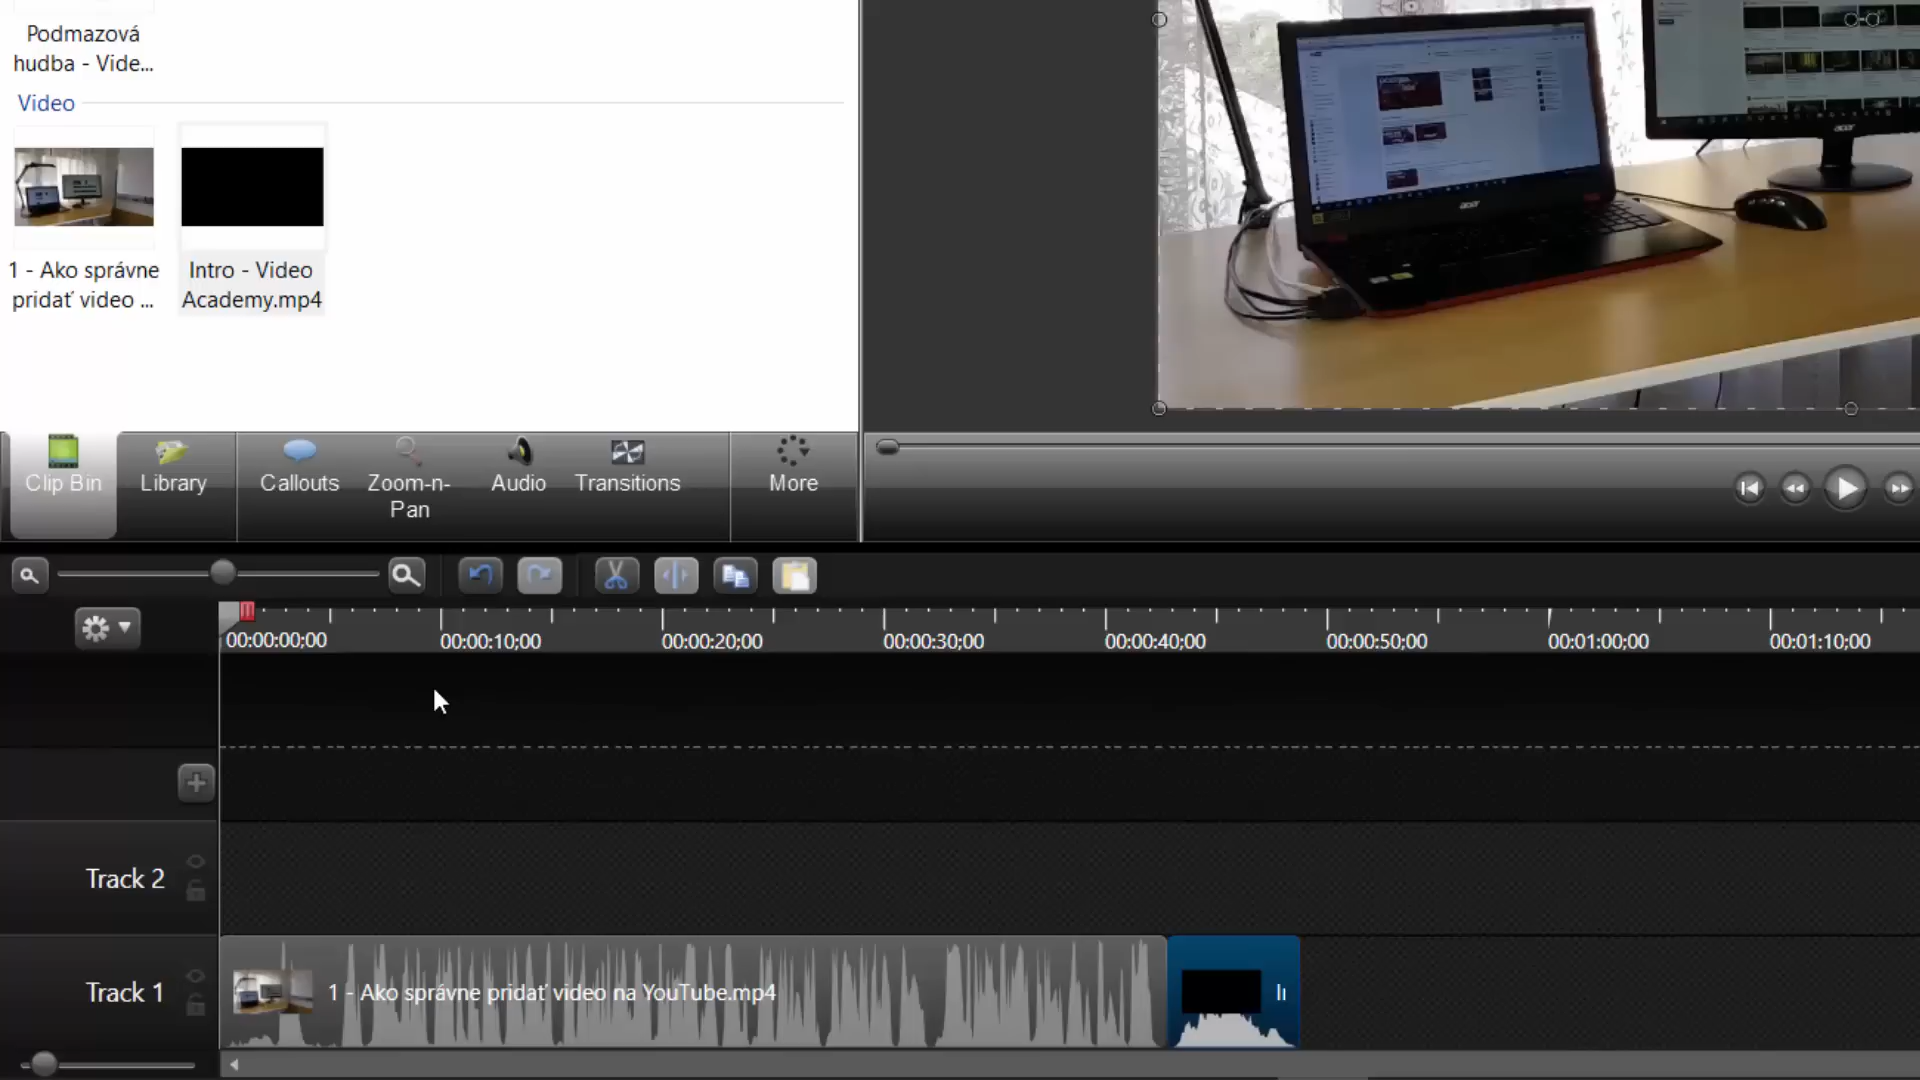 Podmazová
hudba - Vide...
Video
1 - Ako správne
pridať video ...
Intro - Video
Academy.mp4
acer
acer
Clip Bin
Library
Callouts
Zoom-n-
Pan
Audio
Transitions
More
00:00:00;00
00:00:10;00
00:00:20;00
00:00:30;00
00:00:40;00
00:00:50;00
00:01:00;00
00:01:10;00
Track 2
Track 1
1 - Ako správne pridať video na YouTube.mp4